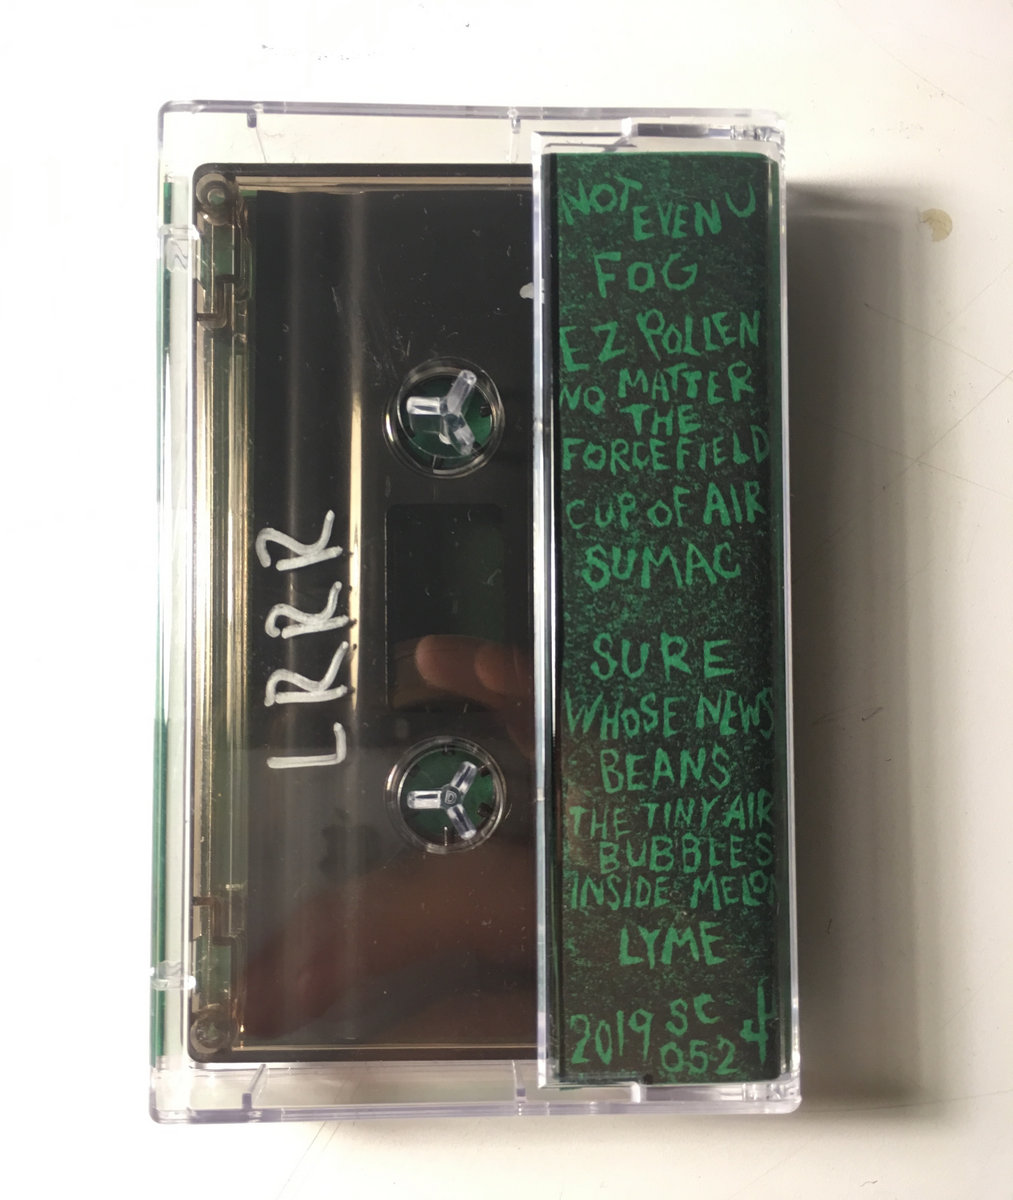 LRRR
NOT EVEN U
FOG
EZ POLLEN
NO MATTER
THE
FORCEFIELD
CUP OF AIR
SUMAC
SURE
WHOSE NEWS
BEANS
THE TINY AIR
BUBBLES
INSIDE MELON
LYME
2019 SC
052